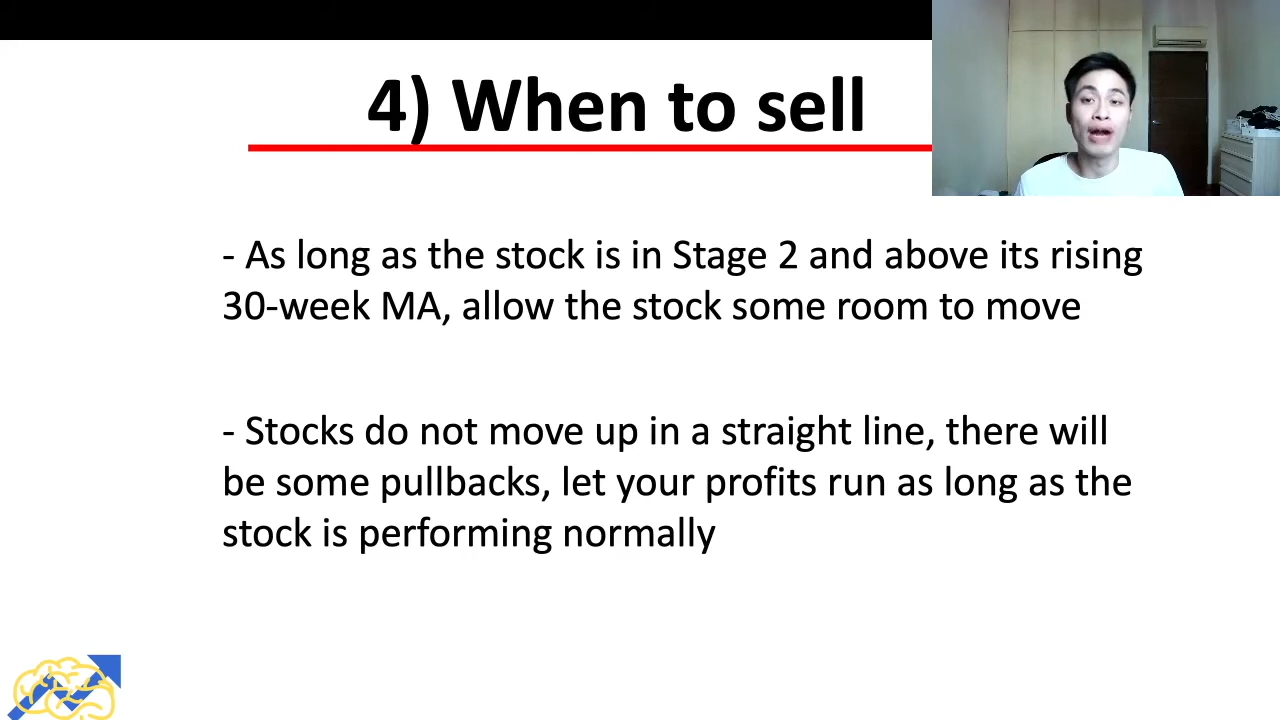 4) When to sell
- As long as the stock is in Stage 2 and above its rising
30-week MA, allow the stock some room to move
- Stocks do not move up in a straight line, there will
be some pullbacks, let your profits run as long as the
stock is performing normally